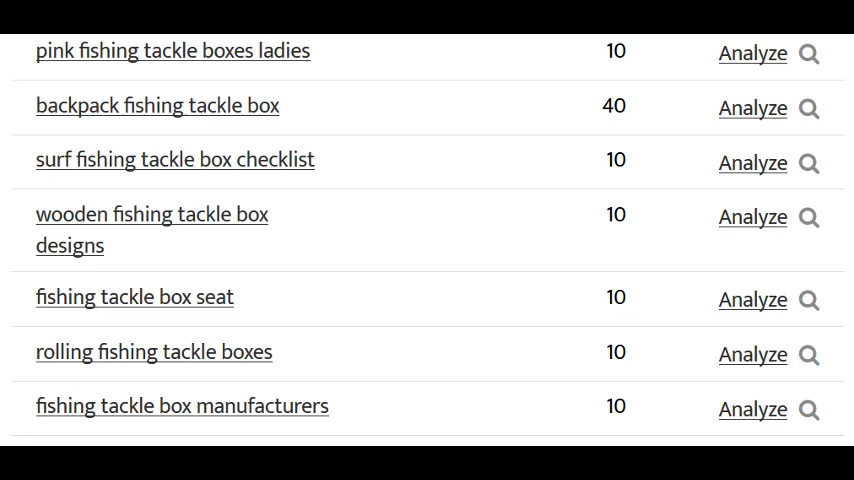 pink fishing tackle boxes ladies 10 Analyze
backpack fishing tackle box 40 Analyze
surf fishing tackle box checklist 10 Analyze
wooden fishing tackle box 10 Analyze
designs
fishing tackle box seat 10 Analyze
rolling fishing tackle boxes 10 Analyze
fishing tackle box manufacturers 10 Analyze